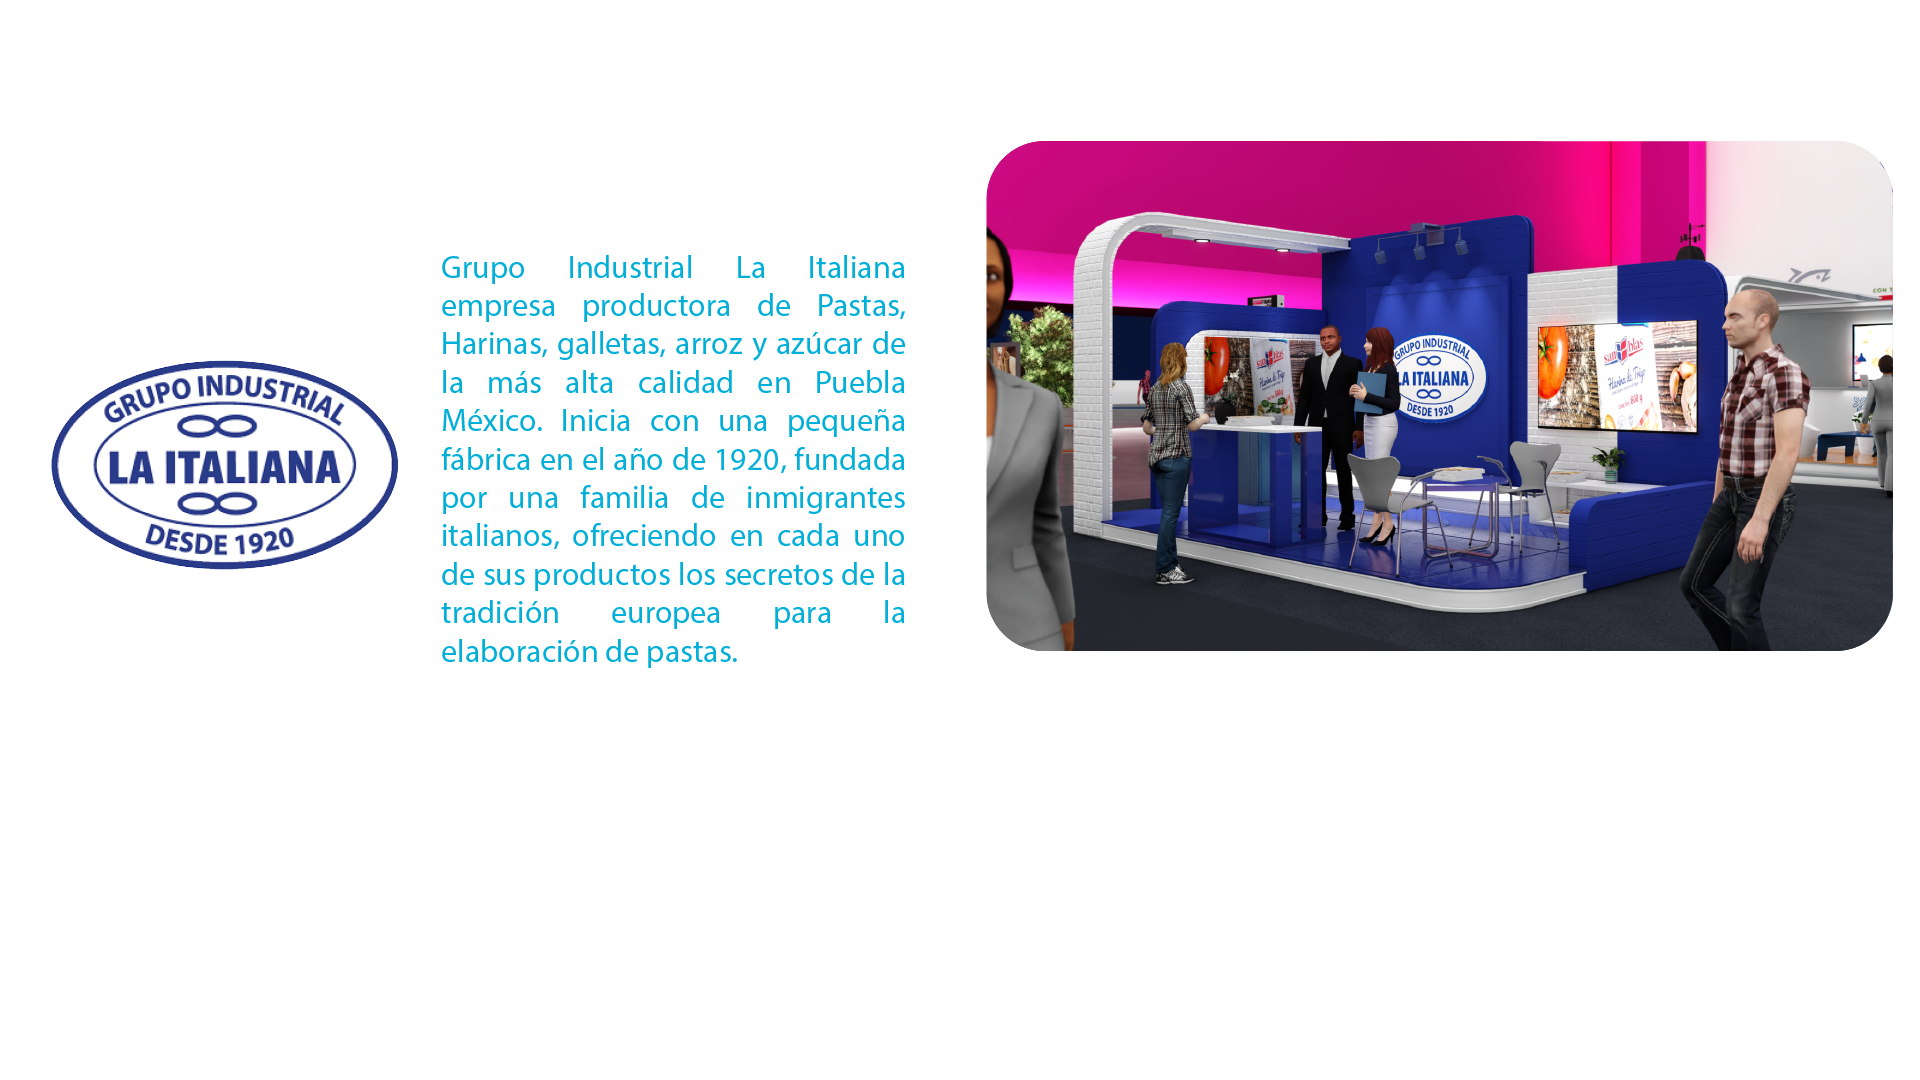 GRUPO INDUSTRIAL
LA ITALIANA
DESDE 1920
Grupo Industrial La Italiana
empresa productora de Pastas,
Harinas, galletas, arroz y azúcar de
la más alta calidad en Puebla
México. Inicia con una pequeña
fábrica en el año de 1920, fundada
por una familia de inmigrantes
italianos, ofreciendo en cada uno
de sus productos los secretos de la
tradición europea para la
elaboración de pastas.
GRUPO INDUSTRIAL
LA ITALIANA
DESDE 1920
san blas
Harina de Trigo
800 g
san blas
Harina de Trigo
CON